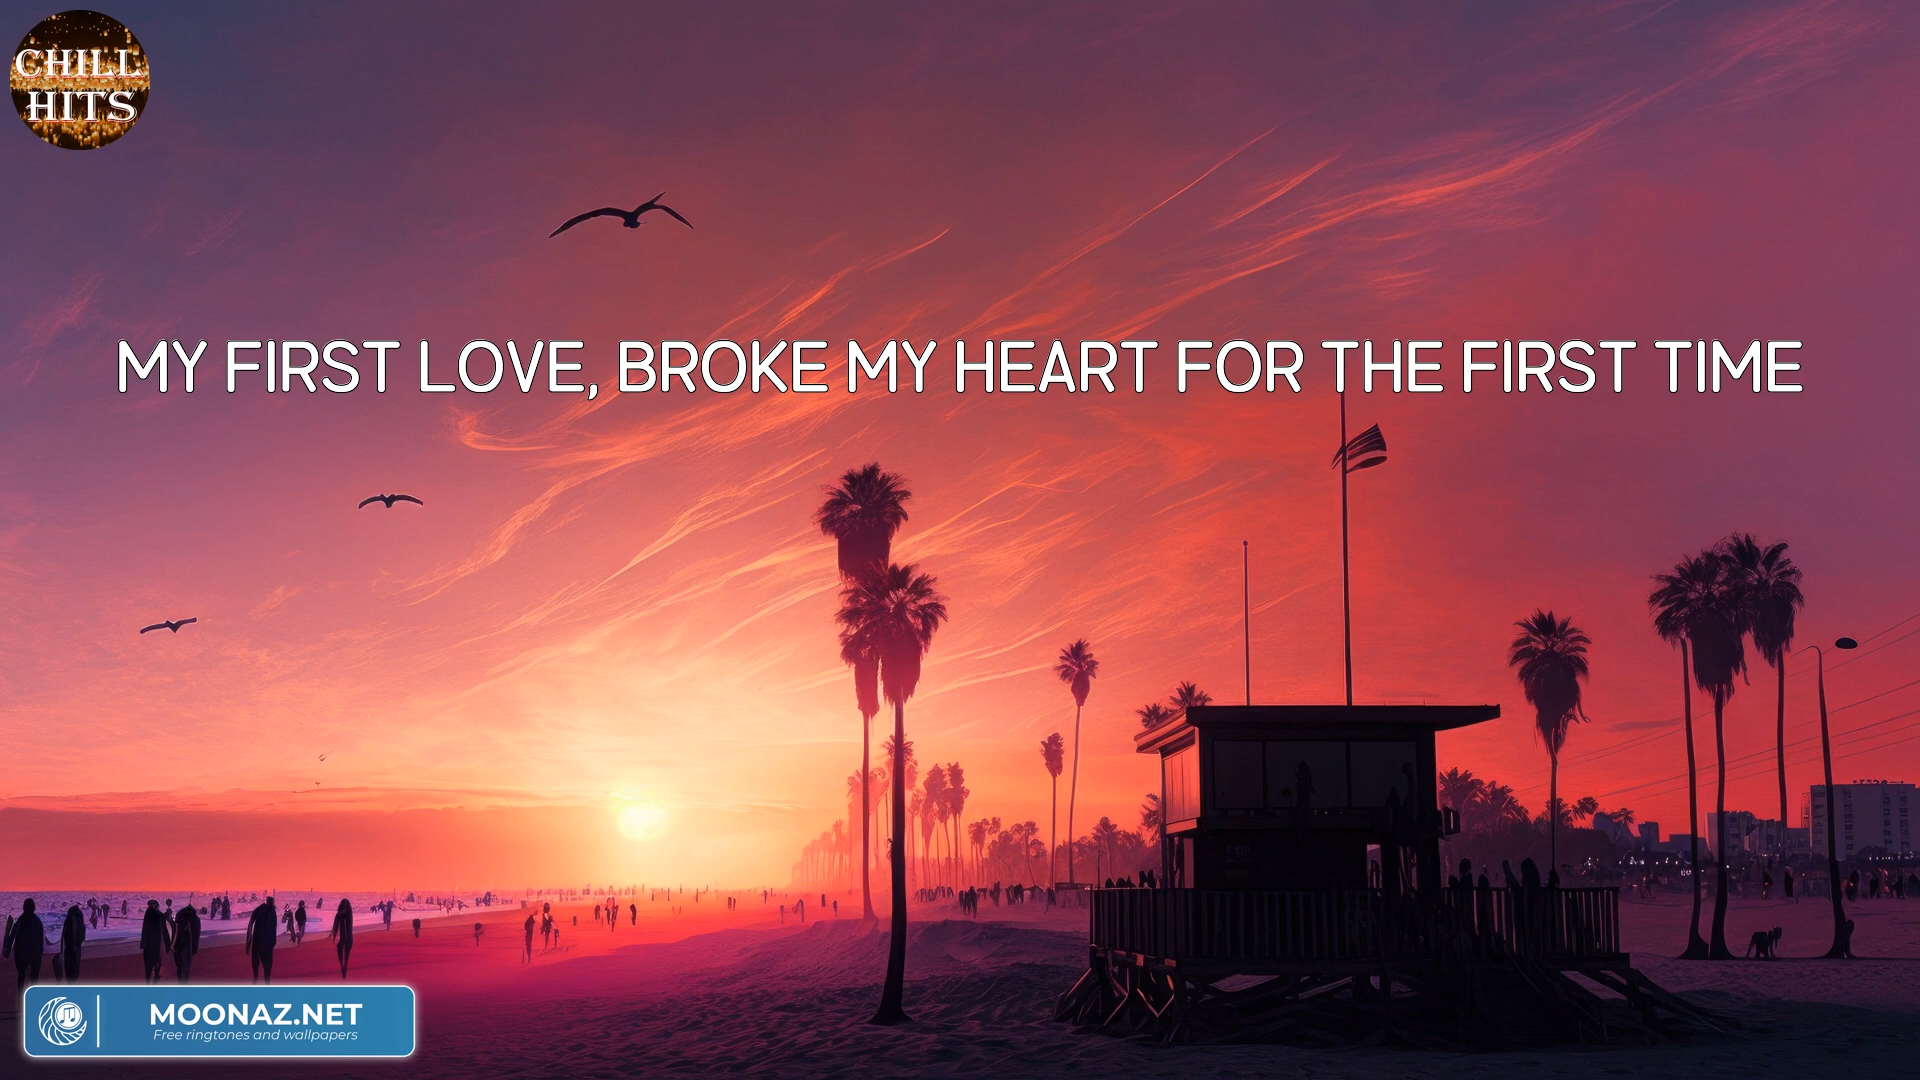 CHILL
HITS
MY FIRST LOVE, BROKE MY HEART FOR THE FIRST TIME
MOONAZ.NET
Free ringtones and wallpapers